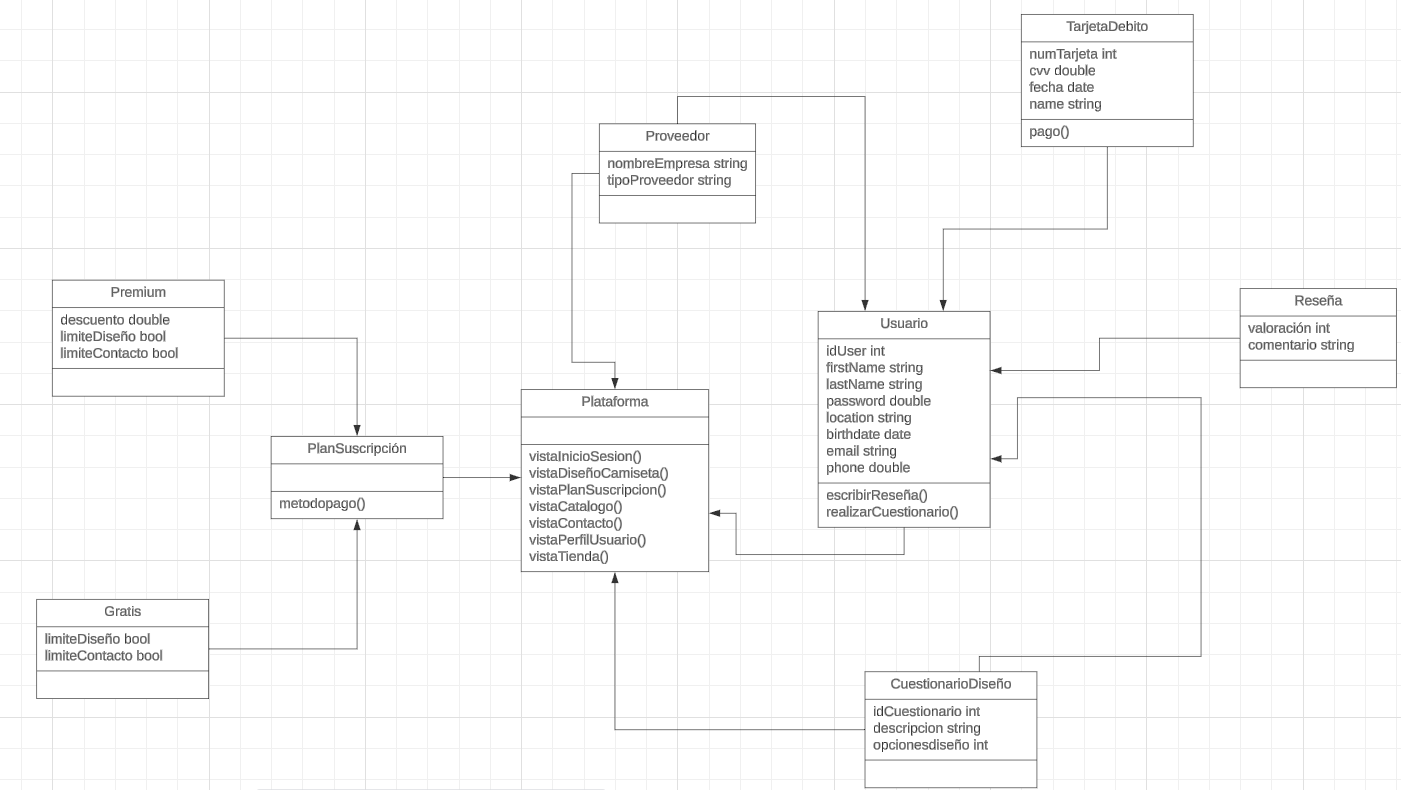 TarjetaDebito
numTarjeta int
cvv double
fecha date
name string
pago()
Proveedor
nombreEmpresa string
tipoProveedor string
Premium
descuento double
limiteDiseño bool
limiteContacto bool
Reseña
valoración int
comentario string
Usuario
idUser int
firstName string
lastName string
password double
location string
birthdate date
email string
phone double
escribirReseña()
realizarCuestionario()
Plataforma
vistaInicioSesion()
vistaDiseñoCamiseta()
vistaPlanSuscripcion()
vistaCatalogo()
vistaContacto()
vistaPerfilUsuario()
vistaTienda()
PlanSuscripción
metodopago()
Gratis
limiteDiseño bool
limiteContacto bool
CuestionarioDiseño
idCuestionario int
descripcion string
opcionesdiseño int